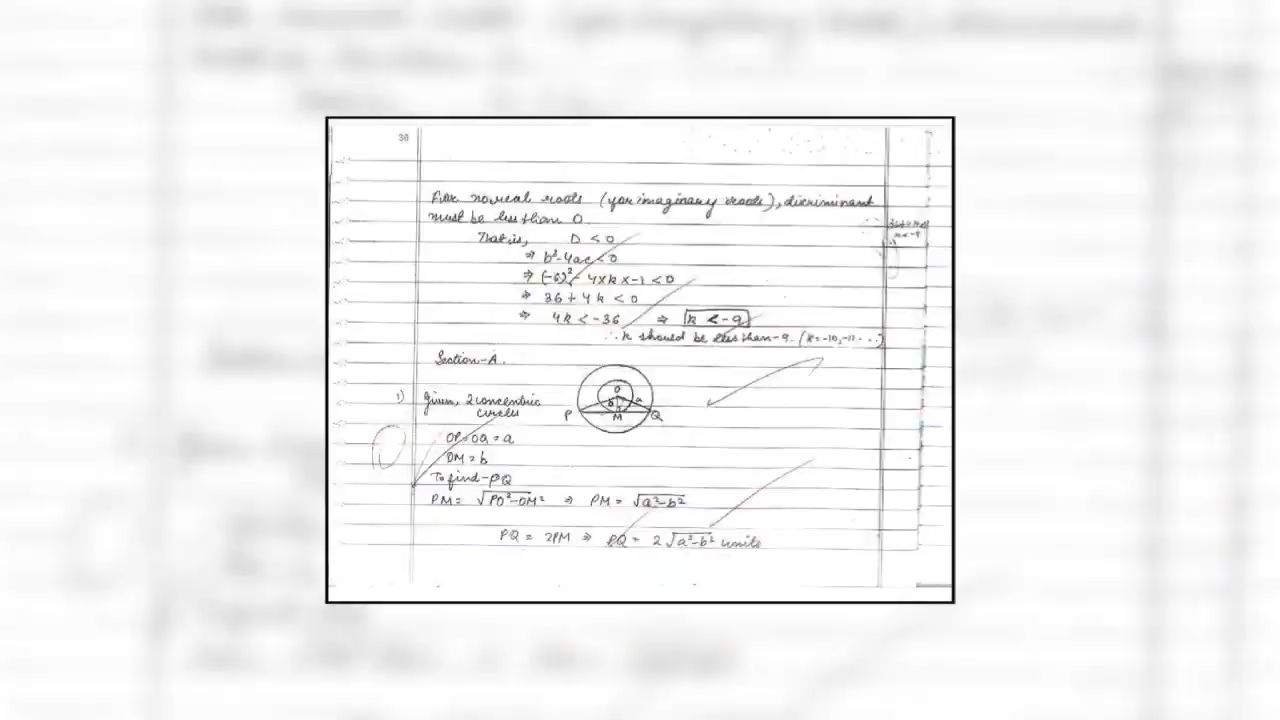 30
For no real roots (for imaginary roots), discriminant
must be less than 0.
That is, D < 0
⇒ b²-4ac < 0
⇒ (-6)² - 4×k×-1 < 0
⇒ 36 + 4k < 0
⇒ 4k < -36 ⇒ k < -9
∴ k should be less than -9. (k = -10, -11 ...)
Section-A.
1) Given, 2 concentric
circles
O
b a
P M Q
OP = OQ = a
OM = b
To find - PQ
PM = √PO²-OM² ⇒ PM = √a²-b²
PQ = 2PM ⇒ PQ = 2√a²-b² units